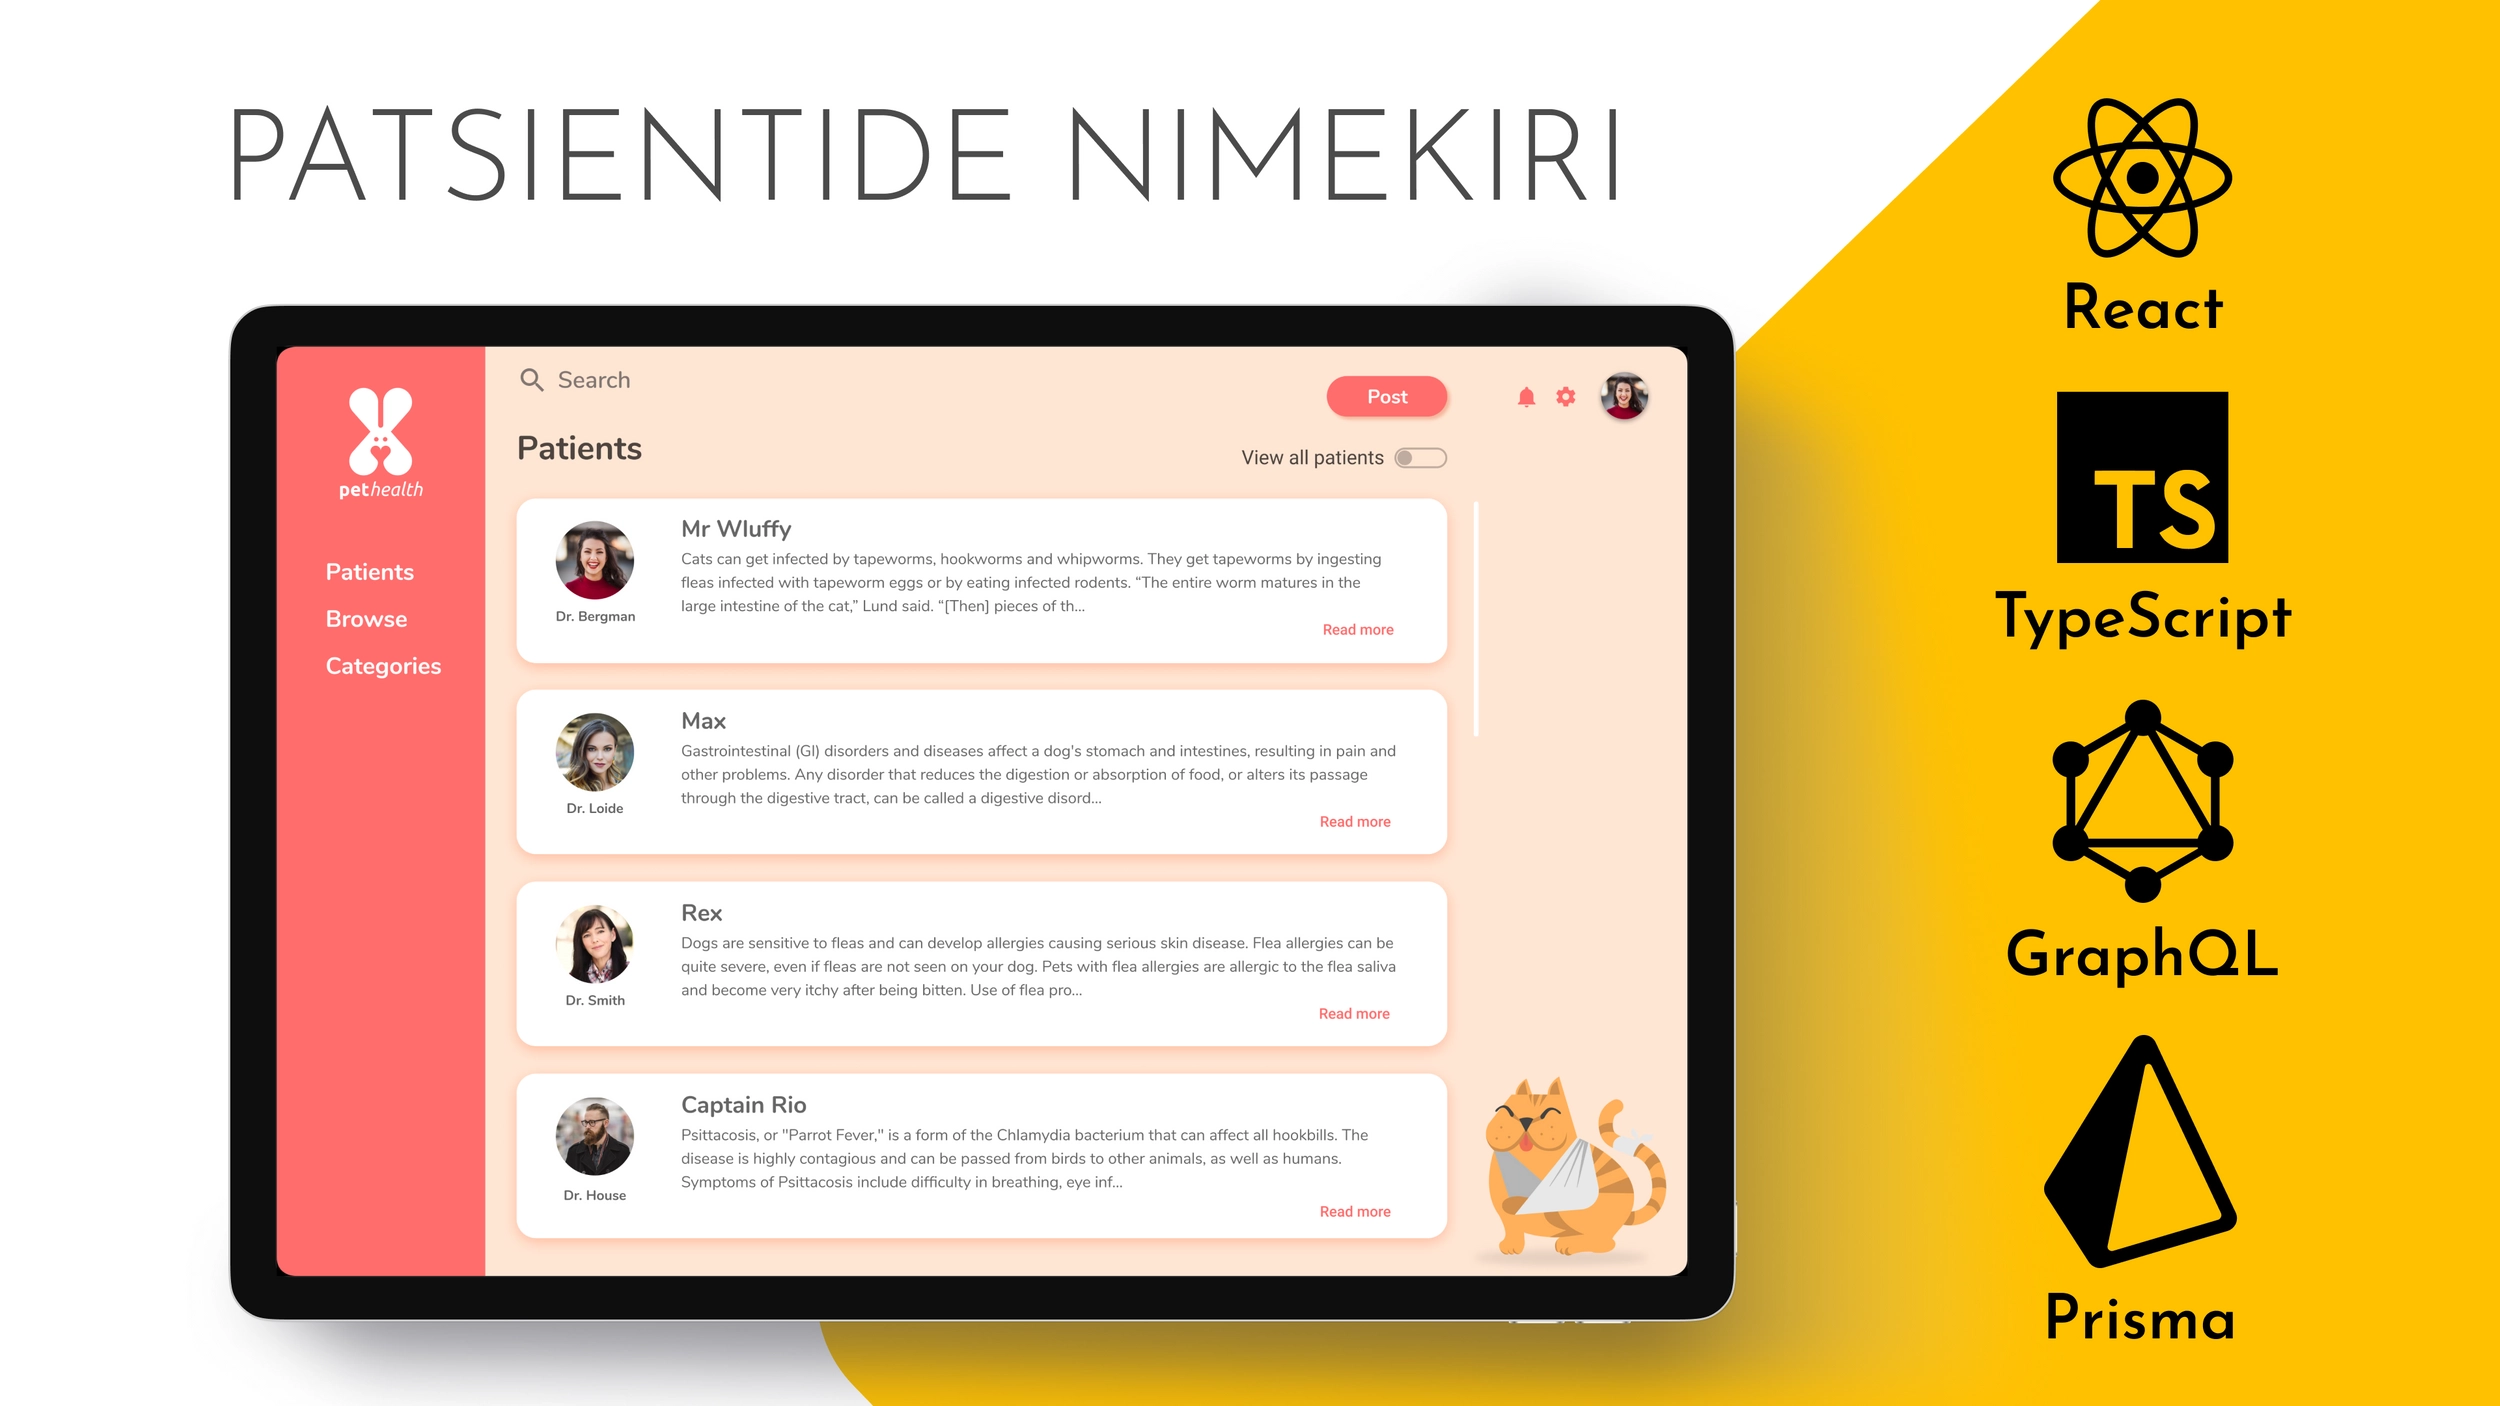 PATSIENTIDE NIMEKIRI
pethealth
Patients
Browse
Categories
Search
Post
Patients
View all patients
Mr Wluffy
Cats can get infected by tapeworms, hookworms and whipworms. They get tapeworms by ingesting
fleas infected with tapeworm eggs or by eating infected rodents. “The entire worm matures in the
large intestine of the cat,” Lund said. “[Then] pieces of th...
Dr. Bergman
Read more
Max
Gastrointestinal (GI) disorders and diseases affect a dog's stomach and intestines, resulting in pain and
other problems. Any disorder that reduces the digestion or absorption of food, or alters its passage
through the digestive tract, can be called a digestive disord...
Dr. Loide
Read more
Rex
Dogs are sensitive to fleas and can develop allergies causing serious skin disease. Flea allergies can be
quite severe, even if fleas are not seen on your dog. Pets with flea allergies are allergic to the flea saliva
and become very itchy after being bitten. Use of flea pro...
Dr. Smith
Read more
Captain Rio
Psittacosis, or "Parrot Fever," is a form of the Chlamydia bacterium that can affect all hookbills. The
disease is highly contagious and can be passed from birds to other animals, as well as humans.
Symptoms of Psittacosis include difficulty in breathing, eye inf...
Dr. House
Read more
React
TS
TypeScript
GraphQL
Prisma